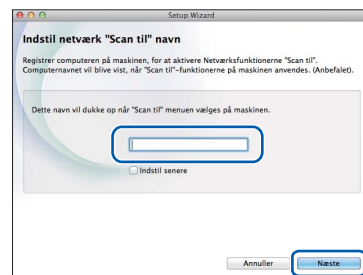 Setup Wizard
Indstil netværk "Scan til" navn
Registrer computeren på maskinen, for at aktivere Netværksfunktionerne "Scan til".
Computernavnet vil blive vist, når "Scan til"-funktionerne på maskinen anvendes. (Anbefalet).
Dette navn vil dukke op når "Scan til" menuen vælges på maskinen.
Indstil senere
Annuller
Næste